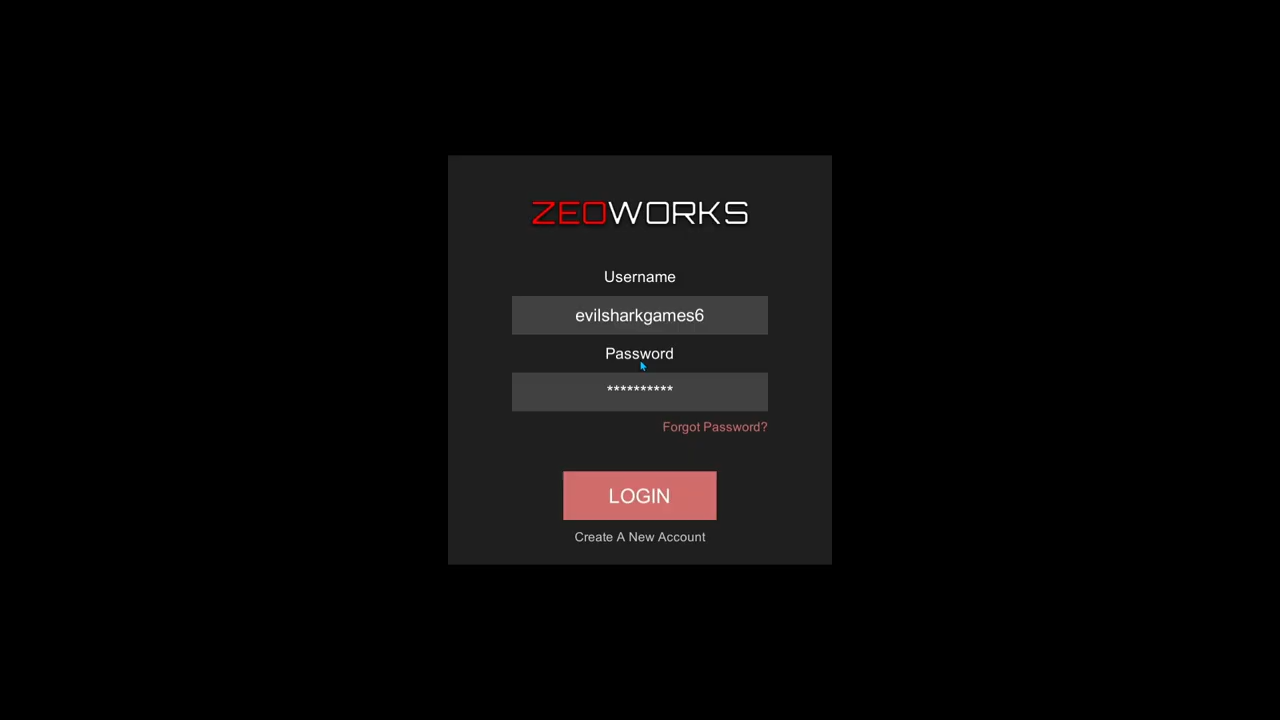 ZEOWORKS
Username
evilsharkgames6
Password
**********
Forgot Password?
LOGIN
Create A New Account